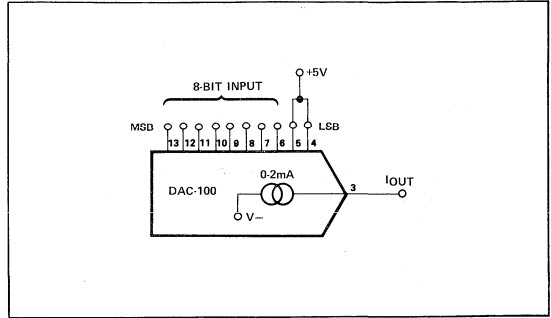 +5V
8-BIT INPUT
MSB LSB
13 12 11 10 9 8 7 6 5 4
0-2mA
DAC-100
3
IOUT
V–